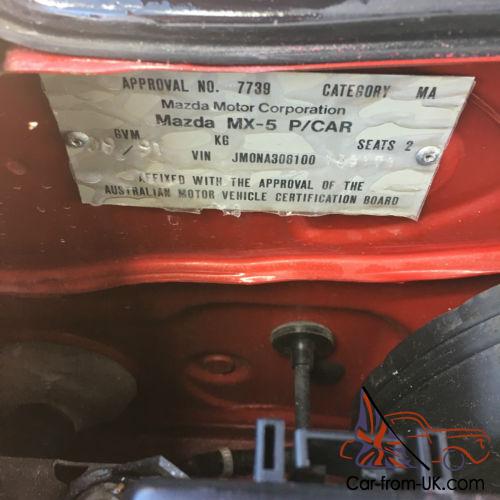 APPROVAL NO. 7739 CATEGORY MA
Mazda Motor Corporation
Mazda MX-5 P/CAR
GVM KG SEATS 2
VIN JM0NA306100
AFFIXED WITH THE APPROVAL OF THE
AUSTRALIAN MOTOR VEHICLE CERTIFICATION BOARD
Car-from-UK.com